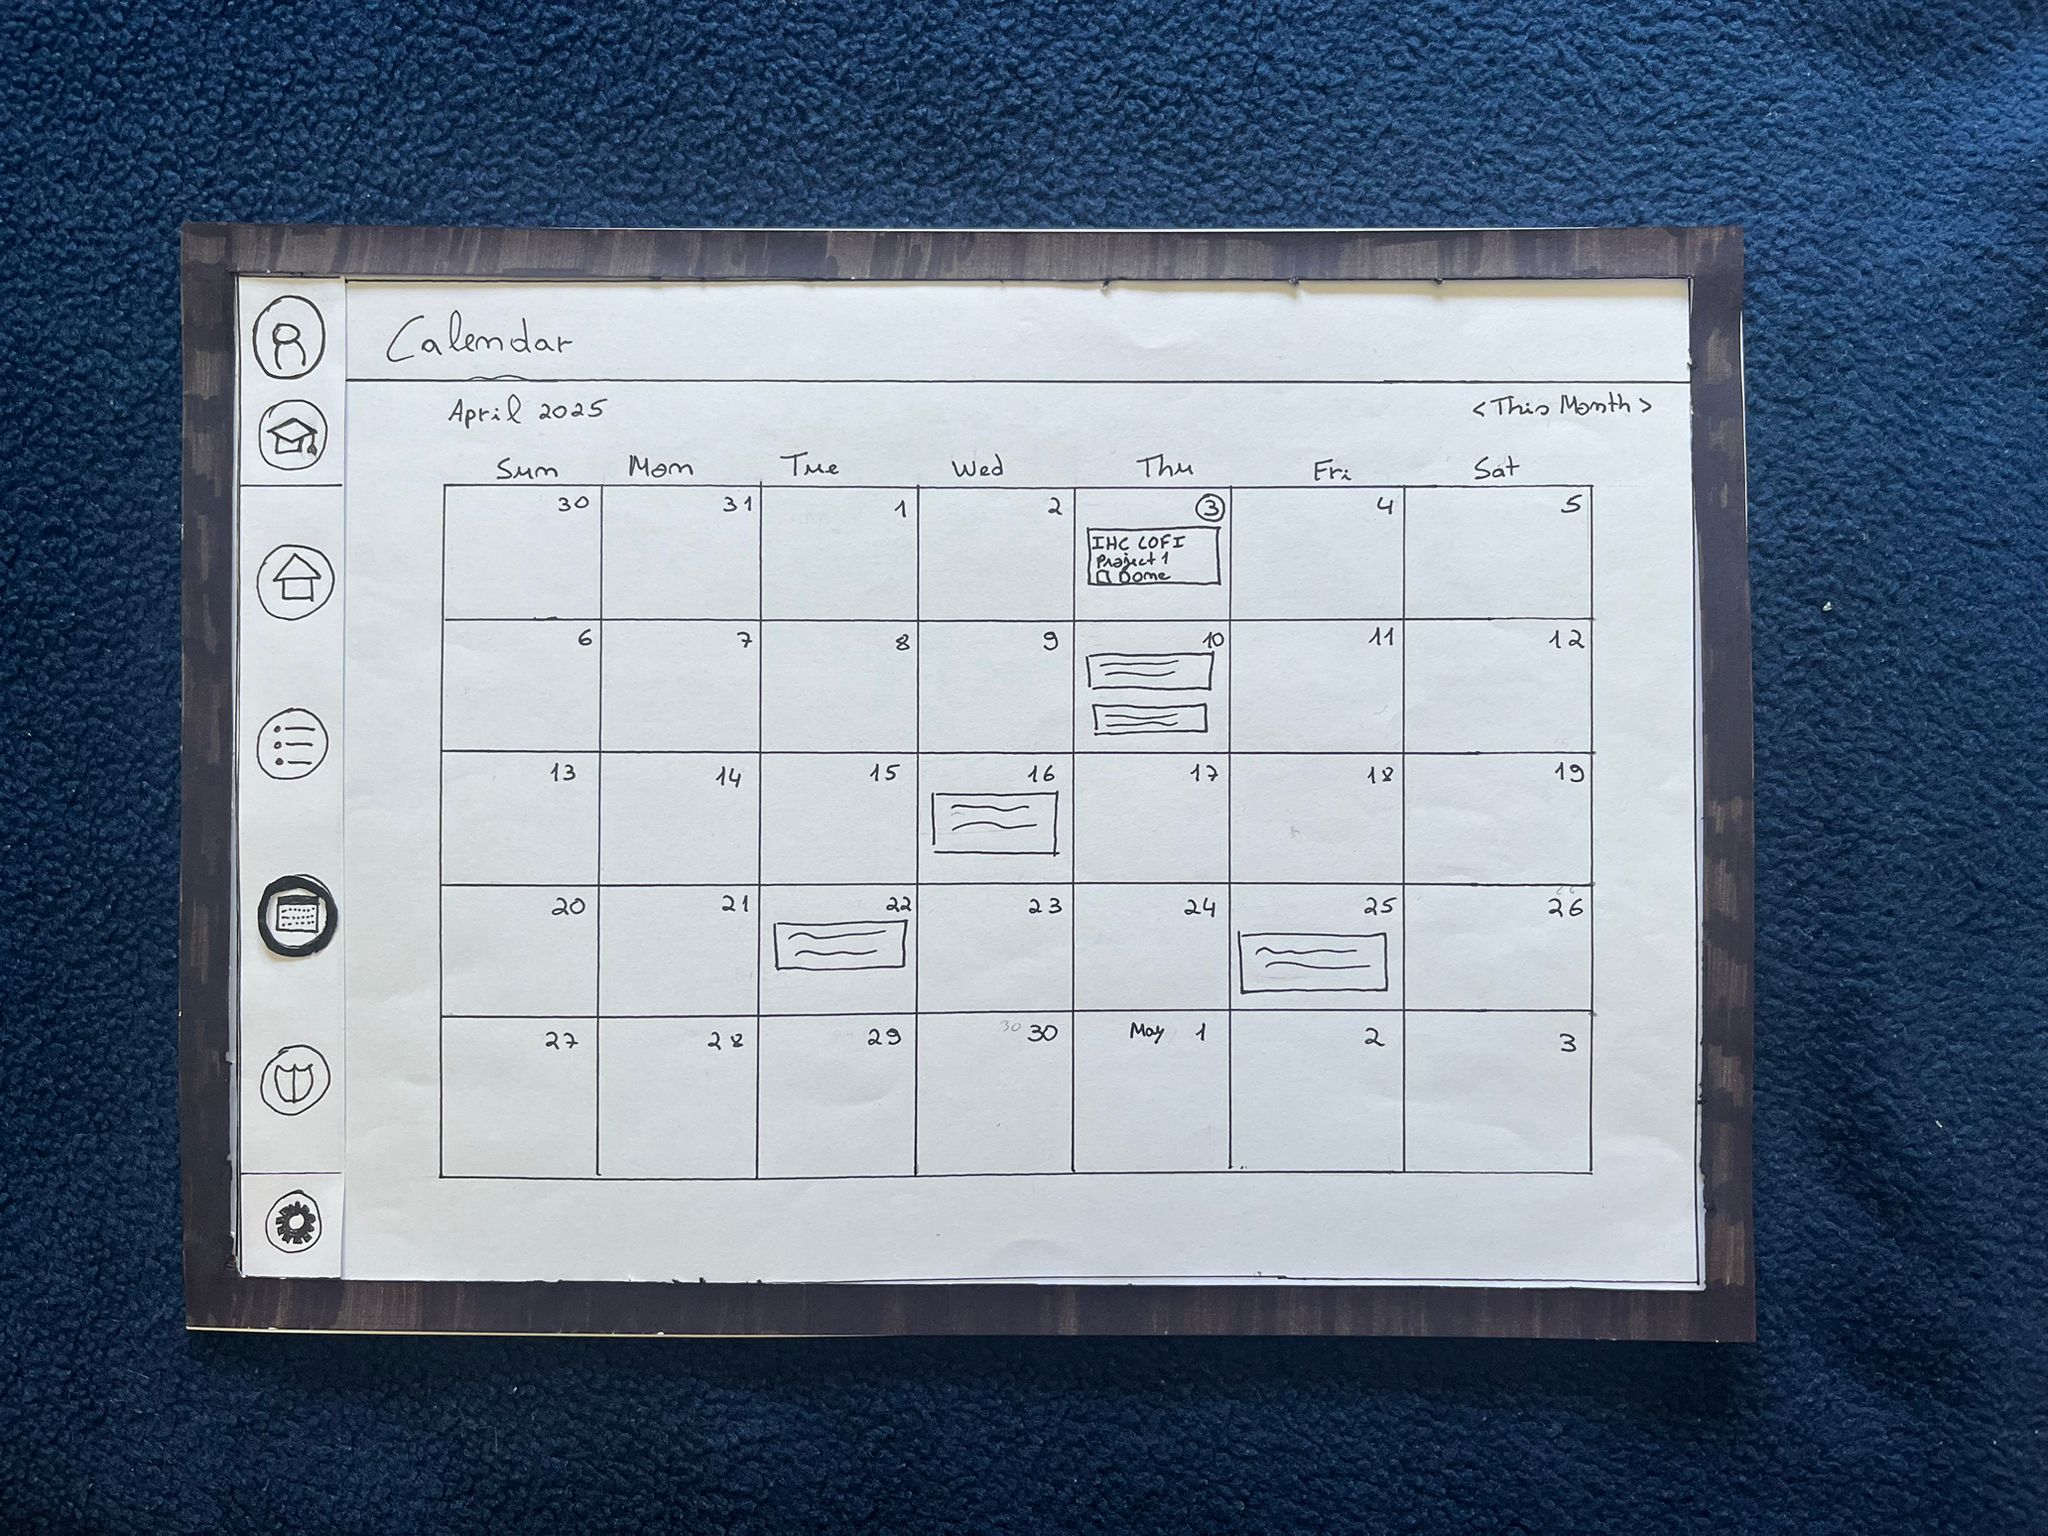 Calendar
April 2025
<This Month>
Sun Mon Tue Wed Thu Fri Sat
30 31 1 2 3 4 5
IHC LOFI
Project 1
Done
6 7 8 9 10 11 12
13 14 15 16 17 18 19
26
20 21 22 23 24 25 26
27 28 29 30 30 May 1 2 3